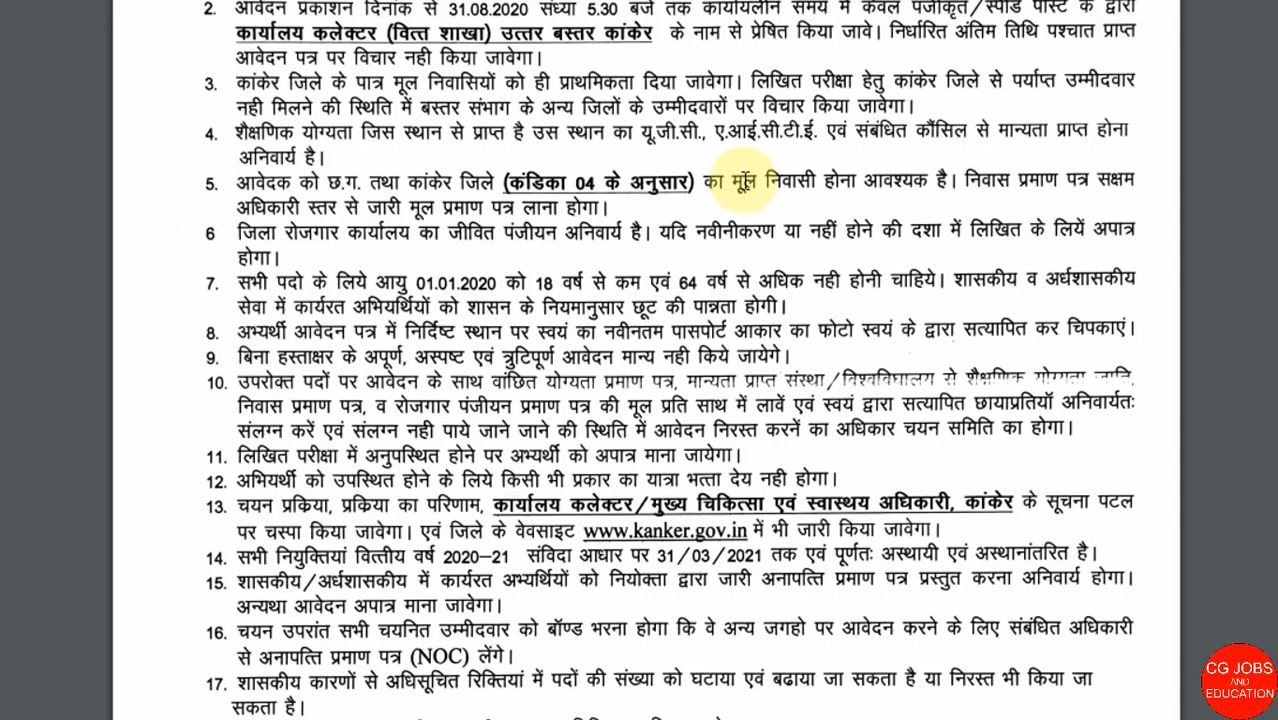 2. आवेदन प्रकाशन दिनांक से 31.08.2020 संध्या 5.30 बजे तक कार्यायलीन समय में केवल पंजीकृत/स्पीड पोस्ट के द्वारा
कार्यालय कलेक्टर (वित्त शाखा) उत्तर बस्तर कांकेर के नाम से प्रेषित किया जावे। निर्धारित अंतिम तिथि पश्चात प्राप्त
आवेदन पत्र पर विचार नही किया जावेगा।
3. कांकेर जिले के पात्र मूल निवासियों को ही प्राथमिकता दिया जावेगा। लिखित परीक्षा हेतु कांकेर जिले से पर्याप्त उम्मीदवार
नही मिलने की स्थिति में बस्तर संभाग के अन्य जिलों के उम्मीदवारों पर विचार किया जावेगा।
4. शैक्षणिक योग्यता जिस स्थान से प्राप्त है उस स्थान का यू.जी.सी., ए.आई.सी.टी.ई. एवं संबंधित कौंसिल से मान्यता प्राप्त होना
अनिवार्य है।
5. आवेदक को छ.ग. तथा कांकेर जिले (कंडिका 04 के अनुसार) का मूल निवासी होना आवश्यक है। निवास प्रमाण पत्र सक्षम
अधिकारी स्तर से जारी मूल प्रमाण पत्र लाना होगा।
6 जिला रोजगार कार्यालय का जीवित पंजीयन अनिवार्य है। यदि नवीनीकरण या नहीं होने की दशा में लिखित के लियें अपात्र
होगा।
7. सभी पदो के लिये आयु 01.01.2020 को 18 वर्ष से कम एवं 64 वर्ष से अधिक नही होनी चाहिये। शासकीय व अर्धशासकीय
सेवा में कार्यरत अभियर्थियों को शासन के नियमानुसार छूट की पान्नता होगी।
8. अभ्यर्थी आवेदन पत्र में निर्दिष्ट स्थान पर स्वयं का नवीनतम पासपोर्ट आकार का फोटो स्वयं के द्वारा सत्यापित कर चिपकाएं।
9. बिना हस्ताक्षर के अपूर्ण, अस्पष्ट एवं त्रुटिपूर्ण आवेदन मान्य नही किये जायेगे।
10. उपरोक्त पदों पर आवेदन के साथ वांछित योग्यता प्रमाण पत्र, मान्यता प्राप्त संस्था/विश्वविघालय से शैक्षणिक योग्यता जाति,
निवास प्रमाण पत्र, व रोजगार पंजीयन प्रमाण पत्र की मूल प्रति साथ में लावें एवं स्वयं द्वारा सत्यापित छायाप्रतियॉ अनिवार्यतः
संलग्न करें एवं संलग्न नही पाये जाने जाने की स्थिति में आवेदन निरस्त करनें का अधिकार चयन समिति का होगा।
11. लिखित परीक्षा में अनुपस्थित होने पर अभ्यर्थी को अपात्र माना जायेगा।
12. अभियर्थी को उपस्थित होने के लिये किसी भी प्रकार का यात्रा भत्ता देय नही होगा।
13. चयन प्रक्रिया, प्रकिया का परिणाम, कार्यालय कलेक्टर/मुख्य चिकित्सा एवं स्वास्थय अधिकारी, कांकेर के सूचना पटल
पर चस्पा किया जावेगा। एवं जिले के वेवसाइट www.kanker.gov.in में भी जारी किया जावेगा।
14. सभी नियुक्तियां वित्तीय वर्ष 2020–21 संविदा आधार पर 31/03/2021 तक एवं पूर्णतः अस्थायी एवं अस्थानांतरित है।
15. शासकीय/अर्धशासकीय में कार्यरत अभ्यर्थियों को नियोक्ता द्वारा जारी अनापत्ति प्रमाण पत्र प्रस्तुत करना अनिवार्य होगा।
अन्यथा आवेदन अपात्र माना जावेगा।
16. चयन उपरांत सभी चयनित उम्मीदवार को बॉण्ड भरना होगा कि वे अन्य जगहो पर आवेदन करने के लिए संबंधित अधिकारी
से अनापत्ति प्रमाण पत्र (NOC) लेंगे।
17. शासकीय कारणों से अधिसूचित रिक्तियां में पदों की संख्या को घटाया एवं बढाया जा सकता है या निरस्त भी किया जा
सकता है।
CG JOBS
AND
EDUCATION